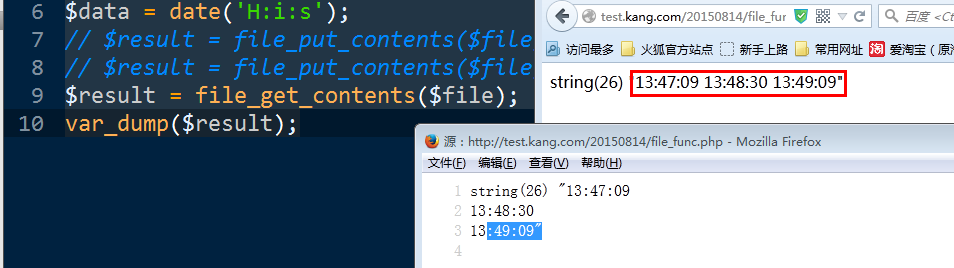 6 $data = date('H:i:s');
7 // $result = file_put_contents($file
8 // $result = file_put_contents($file
9 $result = file_get_contents($file);
10 var_dump($result);
test.kang.com/20150814/file_fur
百度 <Ct
访问最多 火狐官方站点 新手上路 常用网址 淘 爱淘宝（原淘
string(26) "13:47:09 13:48:30 13:49:09"
源：http://test.kang.com/20150814/file_func.php - Mozilla Firefox
文件(F) 编辑(E) 查看(V) 帮助(H)
1 string(26) "13:47:09
2 13:48:30
3 13:49:09"
4